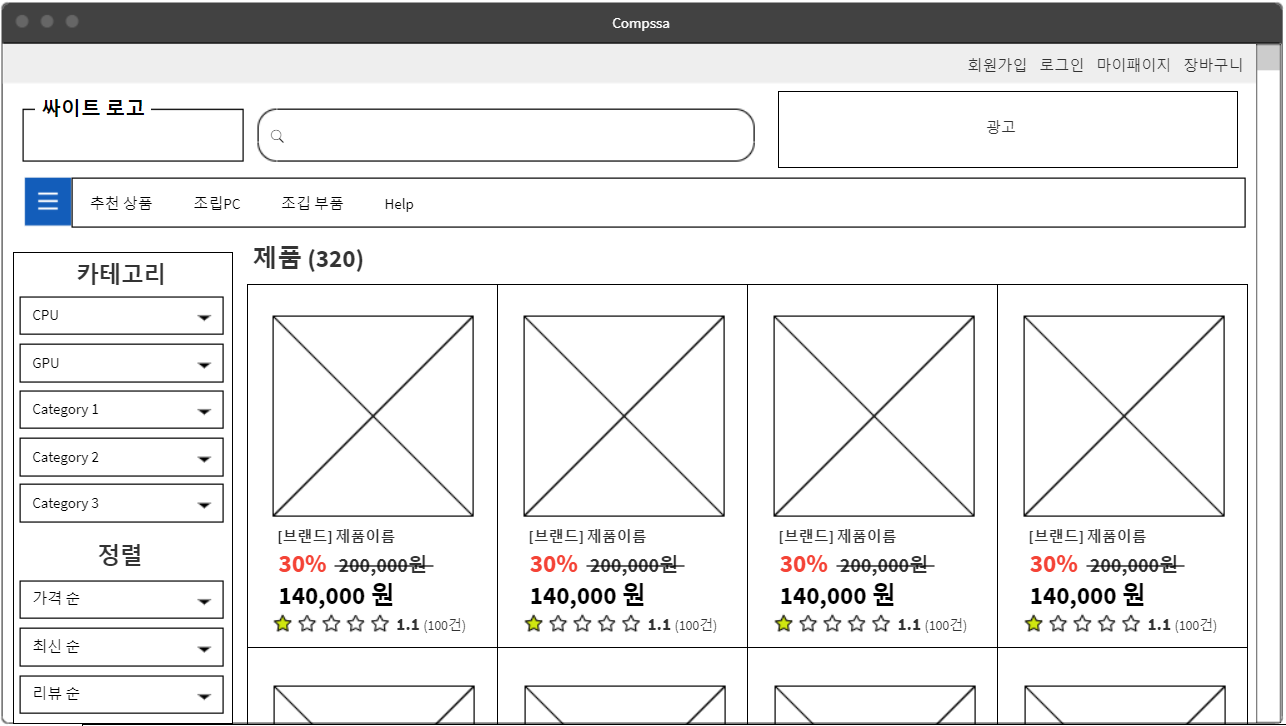 Compssa
회원가입 로그인 마이페이지 장바구니
싸이트 로고
광고
추천 상품 조립PC 조깁 부품 Help
카테고리
CPU
GPU
Category 1
Category 2
Category 3
정렬
가격 순
최신 순
리뷰 순
제품 (320)
[브랜드] 제품이름
30% 200,000원
140,000 원
1.1 (100건)
[브랜드] 제품이름
30% 200,000원
140,000 원
1.1 (100건)
[브랜드] 제품이름
30% 200,000원
140,000 원
1.1 (100건)
[브랜드] 제품이름
30% 200,000원
140,000 원
1.1 (100건)